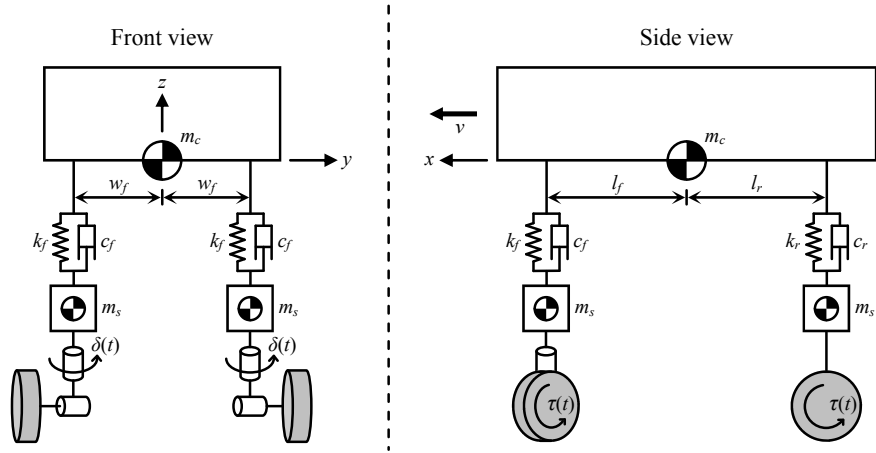 Front view
Side view
z
m_c
y
w_f
w_f
k_f
c_f
k_f
c_f
m_s
m_s
δ(t)
δ(t)
v
x
m_c
l_f
l_r
k_f
c_f
k_r
c_r
m_s
m_s
τ(t)
τ(t)